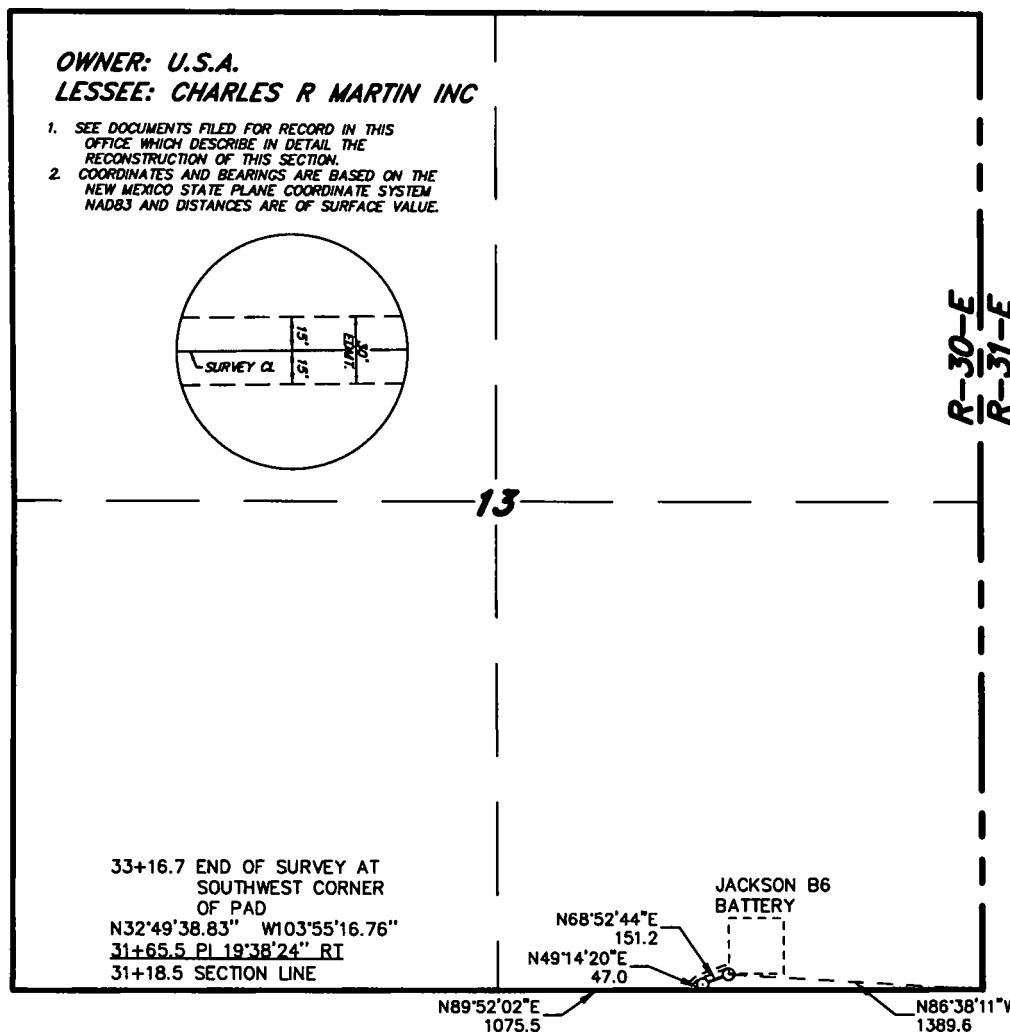 OWNER: U.S.A.
LESSEE: CHARLES R MARTIN INC
1. SEE DOCUMENTS FILED FOR RECORD IN THIS
OFFICE WHICH DESCRIBE IN DETAIL THE
RECONSTRUCTION OF THIS SECTION.
2. COORDINATES AND BEARINGS ARE BASED ON THE
NEW MEXICO STATE PLANE COORDINATE SYSTEM
NAD83 AND DISTANCES ARE OF SURFACE VALUE.
15'
15'
30'
ESM'T.
SURVEY CL
R-30-E
R-31-E
13
33+16.7 END OF SURVEY AT
SOUTHWEST CORNER
OF PAD
N32°49'38.83" W103°55'16.76"
31+65.5 PI 19°38'24" RT
31+18.5 SECTION LINE
JACKSON B6
BATTERY
N68°52'44"E
151.2
N49°14'20"E
47.0
N89°52'02"E
1075.5
N86°38'11"W
1389.6